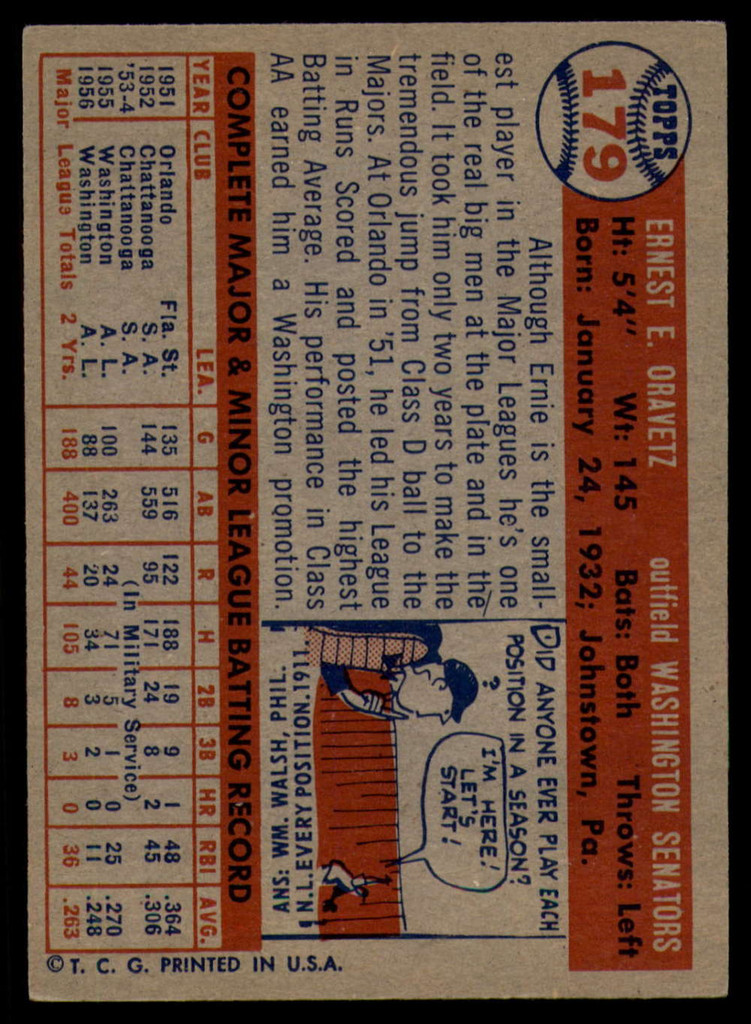 TOPPS
179
ERNEST E. ORAVETZ outfield WASHINGTON SENATORS
Ht: 5'4" Wt: 145 Bats: Both Throws: Left
Born: January 24, 1932; Johnstown, Pa.
Although Ernie is the small-
est player in the Major Leagues he's one
of the real big men at the plate and in the
field. It took him only two years to make the
tremendous jump from Class D ball to the
Majors. At Orlando in '51, he led his League
in Runs Scored and posted the highest
Batting Average. His performance in Class
AA earned him a Washington promotion.
DID ANYONE EVER PLAY EACH
POSITION IN A SEASON?
?
I'M HERE!
LET'S
START!
ANS: WM. WALSH, PHIL.
N.L. EVERY POSITION. 1911
COMPLETE MAJOR & MINOR LEAGUE BATTING RECORD
YEAR CLUB LEA. G AB R H 2B 3B HR RBI AVG.
1951 Orlando Fla. St. 135 516 122 188 19 9 1 48 .364
1952 Chattanooga S. A. 144 559 95 171 24 8 2 45 .306
'53-4 Chattanooga S. A. (In Military Service)
1955 Washington A. L. 100 263 24 71 5 1 0 25 .270
1956 Washington A. L. 88 137 20 34 3 2 0 11 .248
Major League Totals 2 Yrs. 188 400 44 105 8 3 0 36 .263
© T. C. G. PRINTED IN U.S.A.